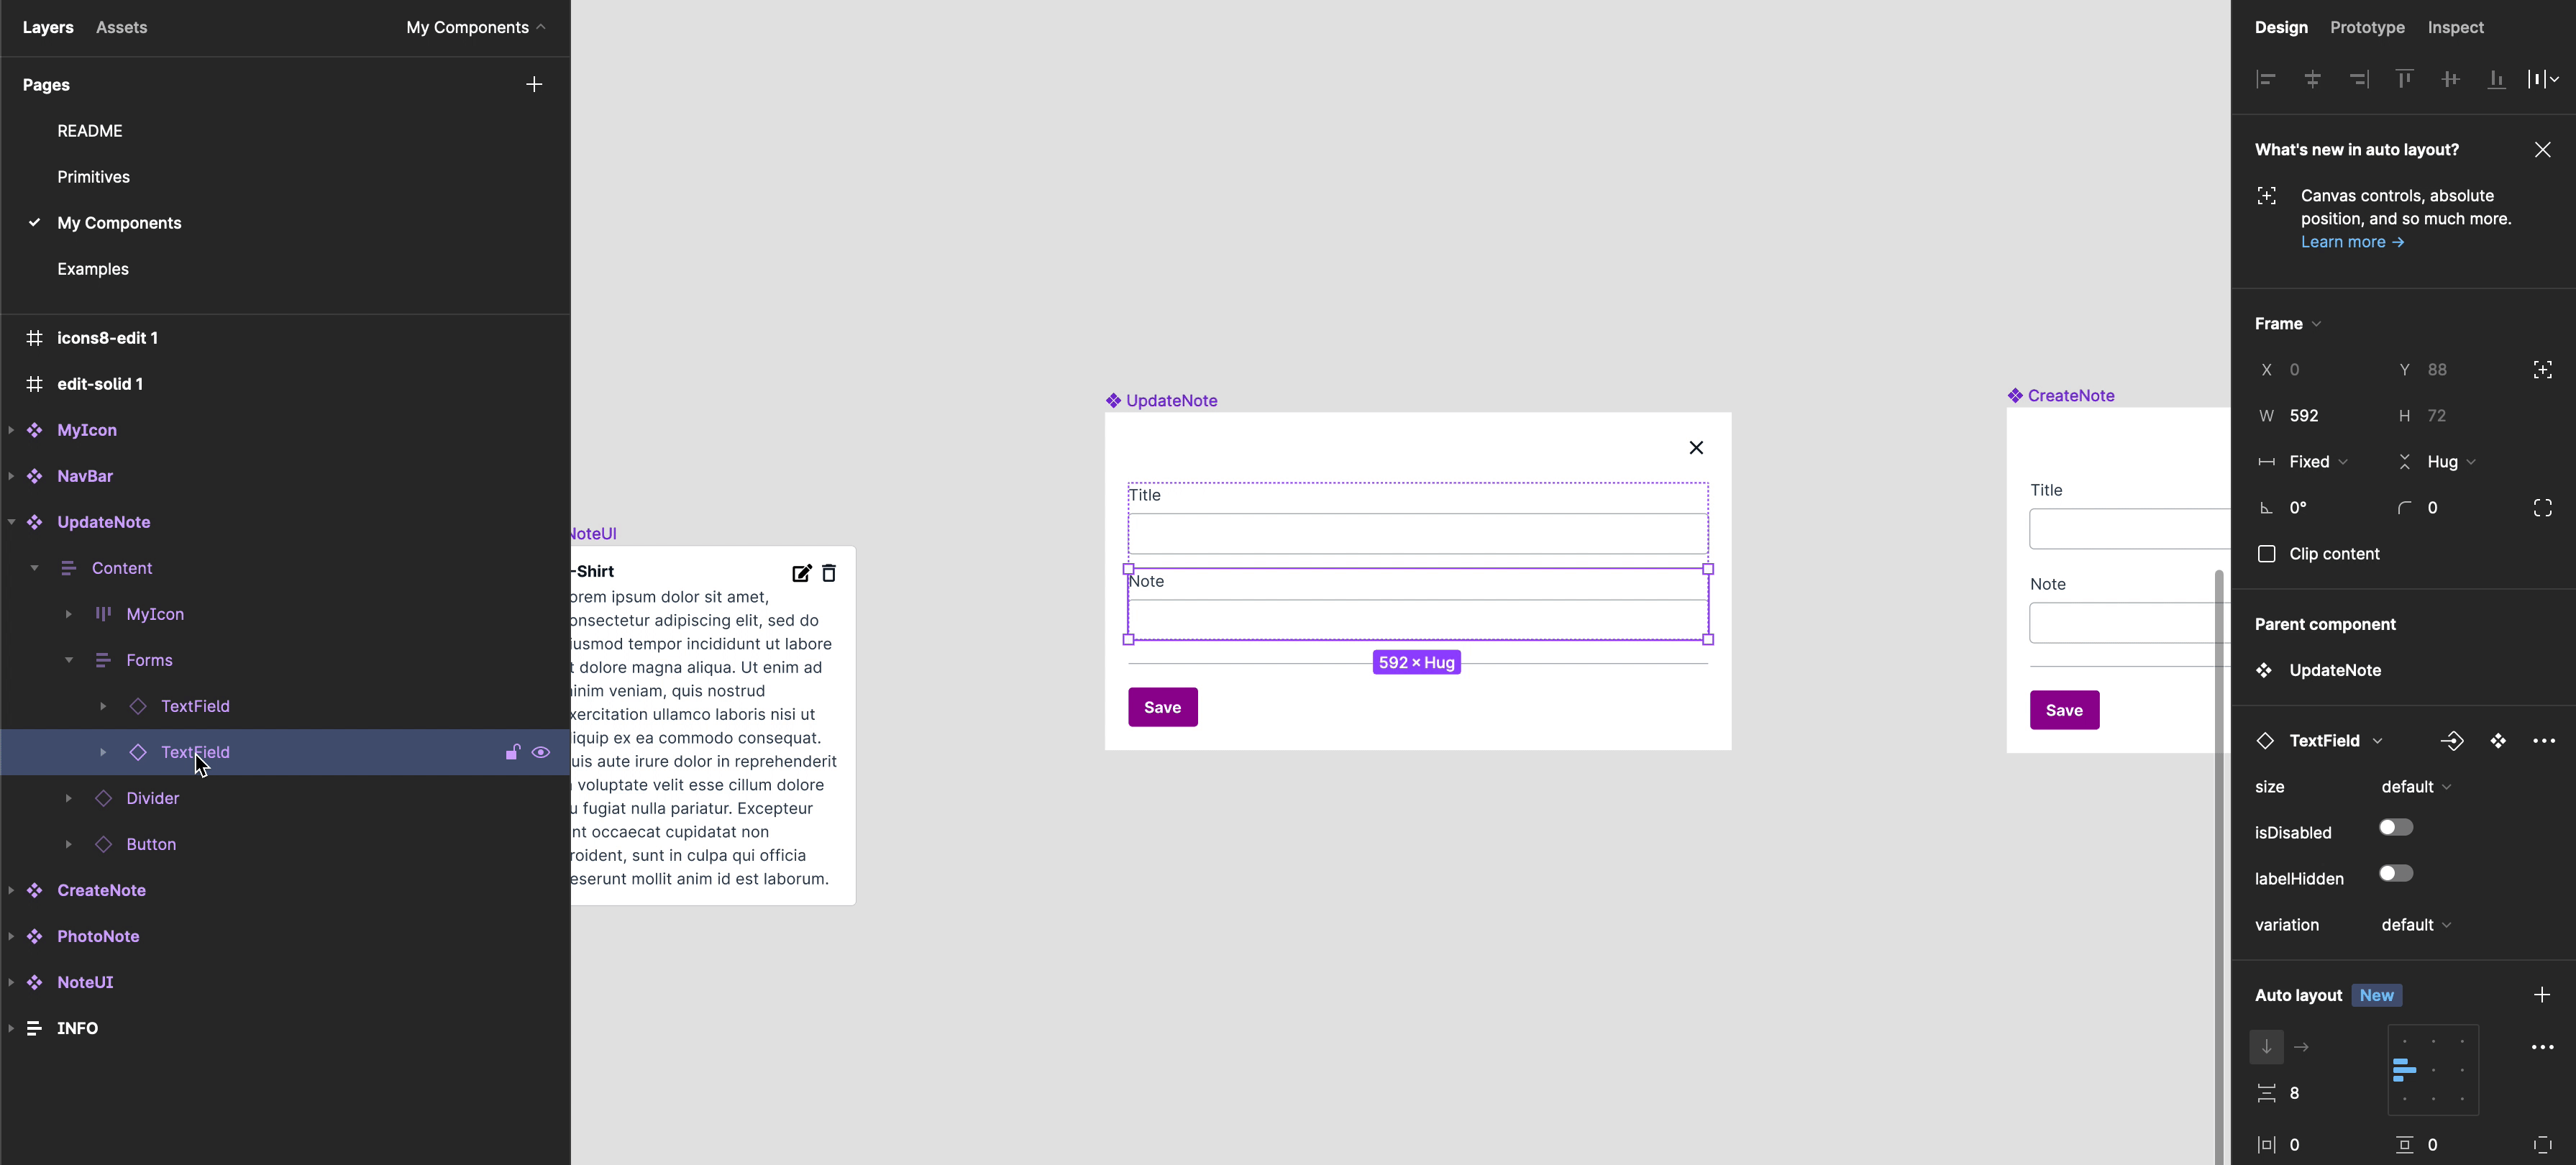 Layers
Assets
My Components
Pages
README
Primitives
My Components
Examples
icons8-edit 1
edit-solid 1
MyIcon
NavBar
UpdateNote
Content
MyIcon
Forms
TextField
TextField
Divider
Button
CreateNote
PhotoNote
NoteUI
INFO
NoteUI
-Shirt
orem ipsum dolor sit amet,
onsectetur adipiscing elit, sed do
iusmod tempor incididunt ut labore
t dolore magna aliqua. Ut enim ad
inim veniam, quis nostrud
xercitation ullamco laboris nisi ut
liquip ex ea commodo consequat.
uis aute irure dolor in reprehenderit
voluptate velit esse cillum dolore
u fugiat nulla pariatur. Excepteur
nt occaecat cupidatat non
roident, sunt in culpa qui officia
eserunt mollit anim id est laborum.
UpdateNote
Title
Note
592 × Hug
Save
CreateNote
Title
Note
Save
Design
Prototype
Inspect
What's new in auto layout?
Canvas controls, absolute
position, and so much more.
Learn more →
Frame
X 0
Y 88
W 592
H 72
Fixed
Hug
0°
0
Clip content
Parent component
UpdateNote
TextField
size default
isDisabled
labelHidden
variation default
Auto layout New
8
0
0